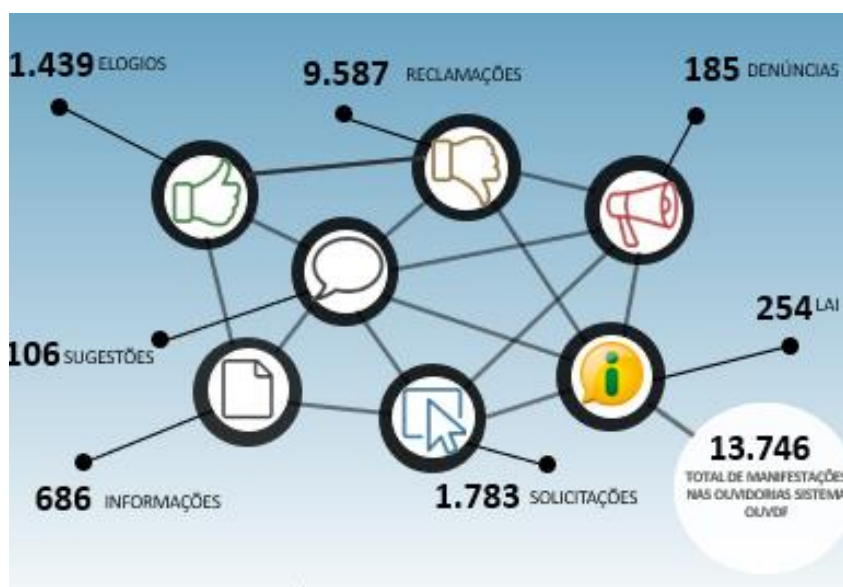 1.439 ELOGIOS
9.587 RECLAMAÇÕES
185 DENÚNCIAS
254 LAI
106 SUGESTÕES
13.746
TOTAL DE MANIFESTAÇÕES
NAS OUVIDORIAS SISTEMA
OUVDF
686 INFORMAÇÕES
1.783 SOLICITAÇÕES